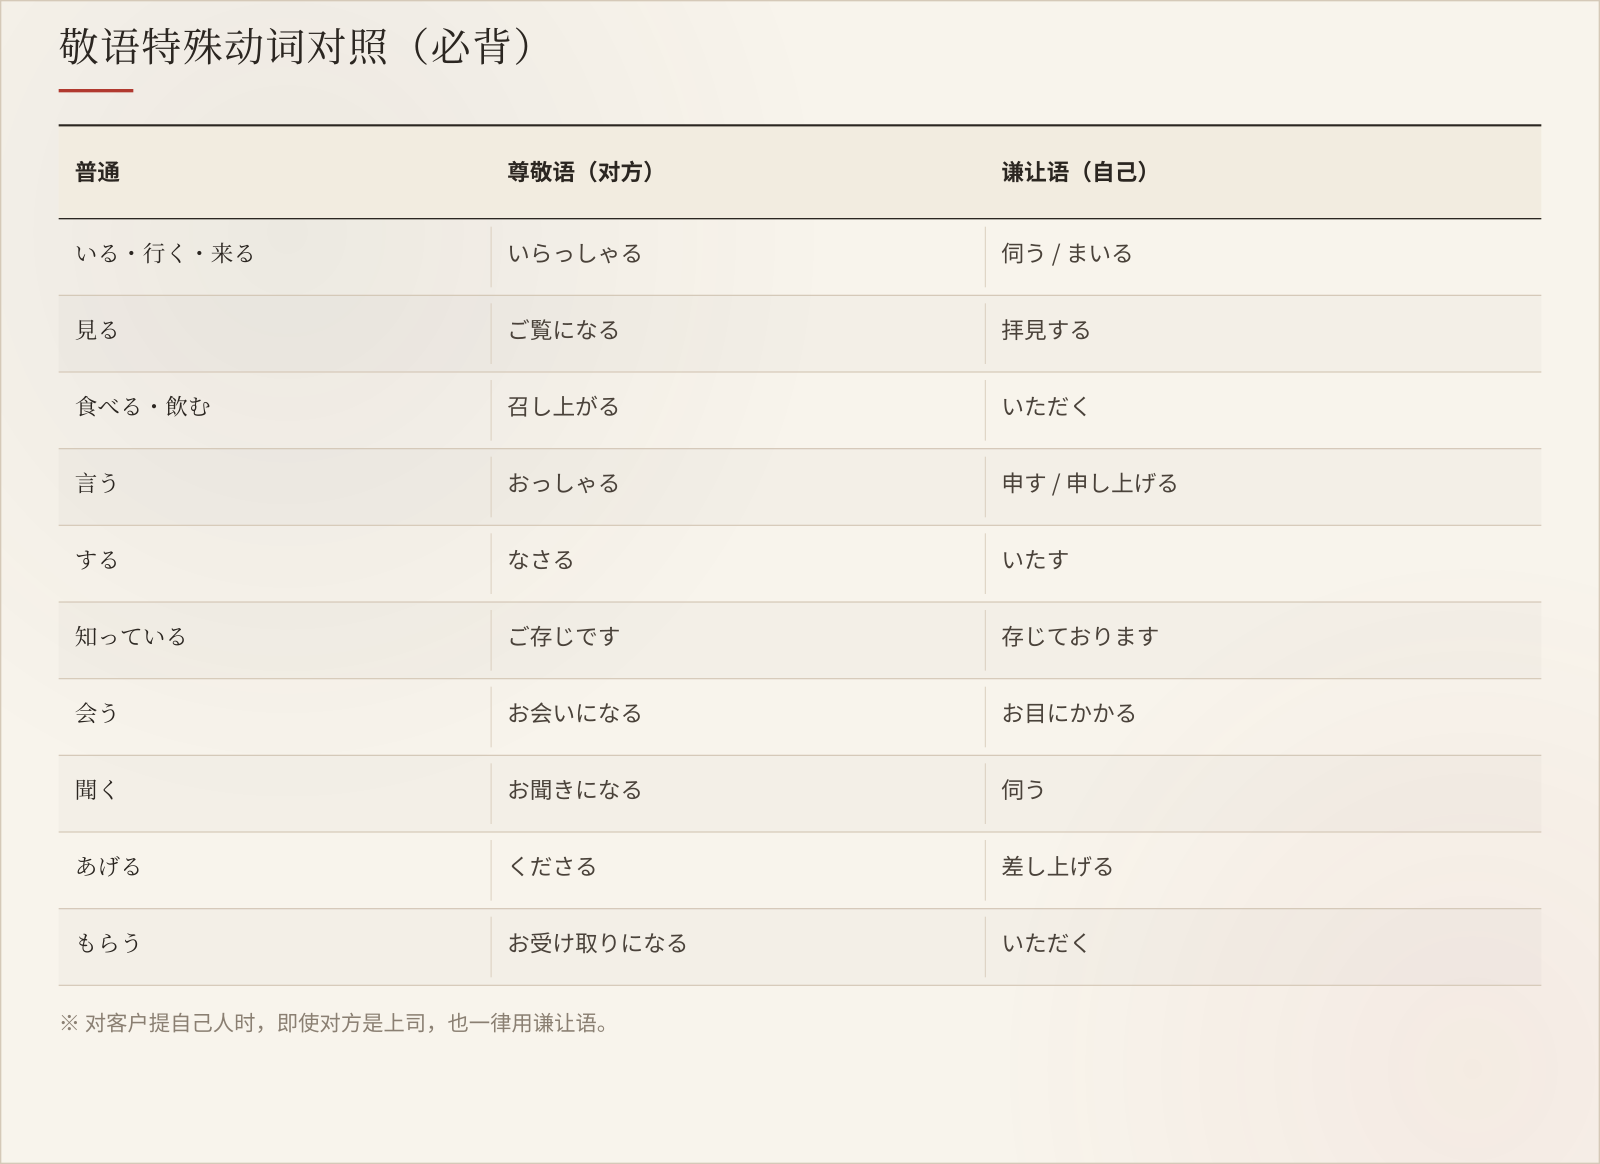 敬语特殊动词对照（必背）
普通 尊敬语（对方） 谦让语（自己）
いる・行く・来る いらっしゃる 伺う / まいる
見る ご覧になる 拝見する
食べる・飲む 召し上がる いただく
言う おっしゃる 申す / 申し上げる
する なさる いたす
知っている ご存じです 存じております
会う お会いになる お目にかかる
聞く お聞きになる 伺う
あげる くださる 差し上げる
もらう お受け取りになる いただく
※ 对客户提自己人时，即使对方是上司，也一律用谦让语。